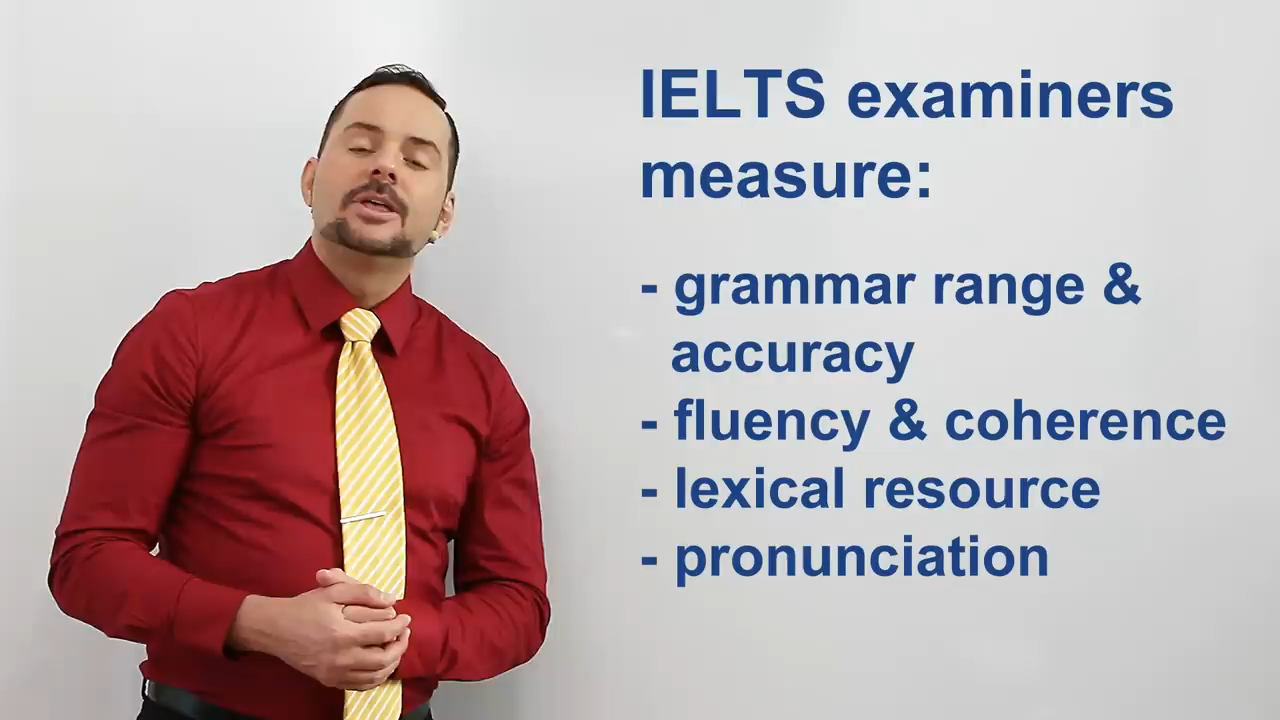 IELTS examiners
measure:
- grammar range &
accuracy
- fluency & coherence
- lexical resource
- pronunciation